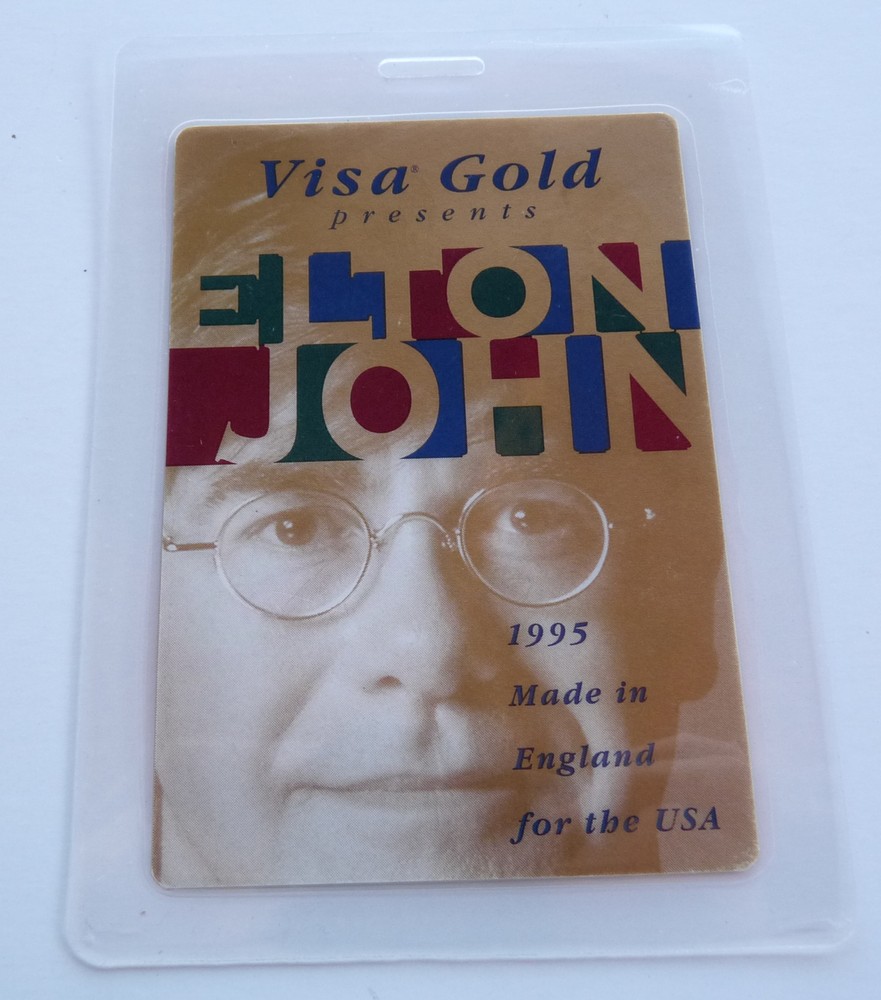 Visa® Gold
presents
ELTON
JOHN
1995
Made in
England
for the USA